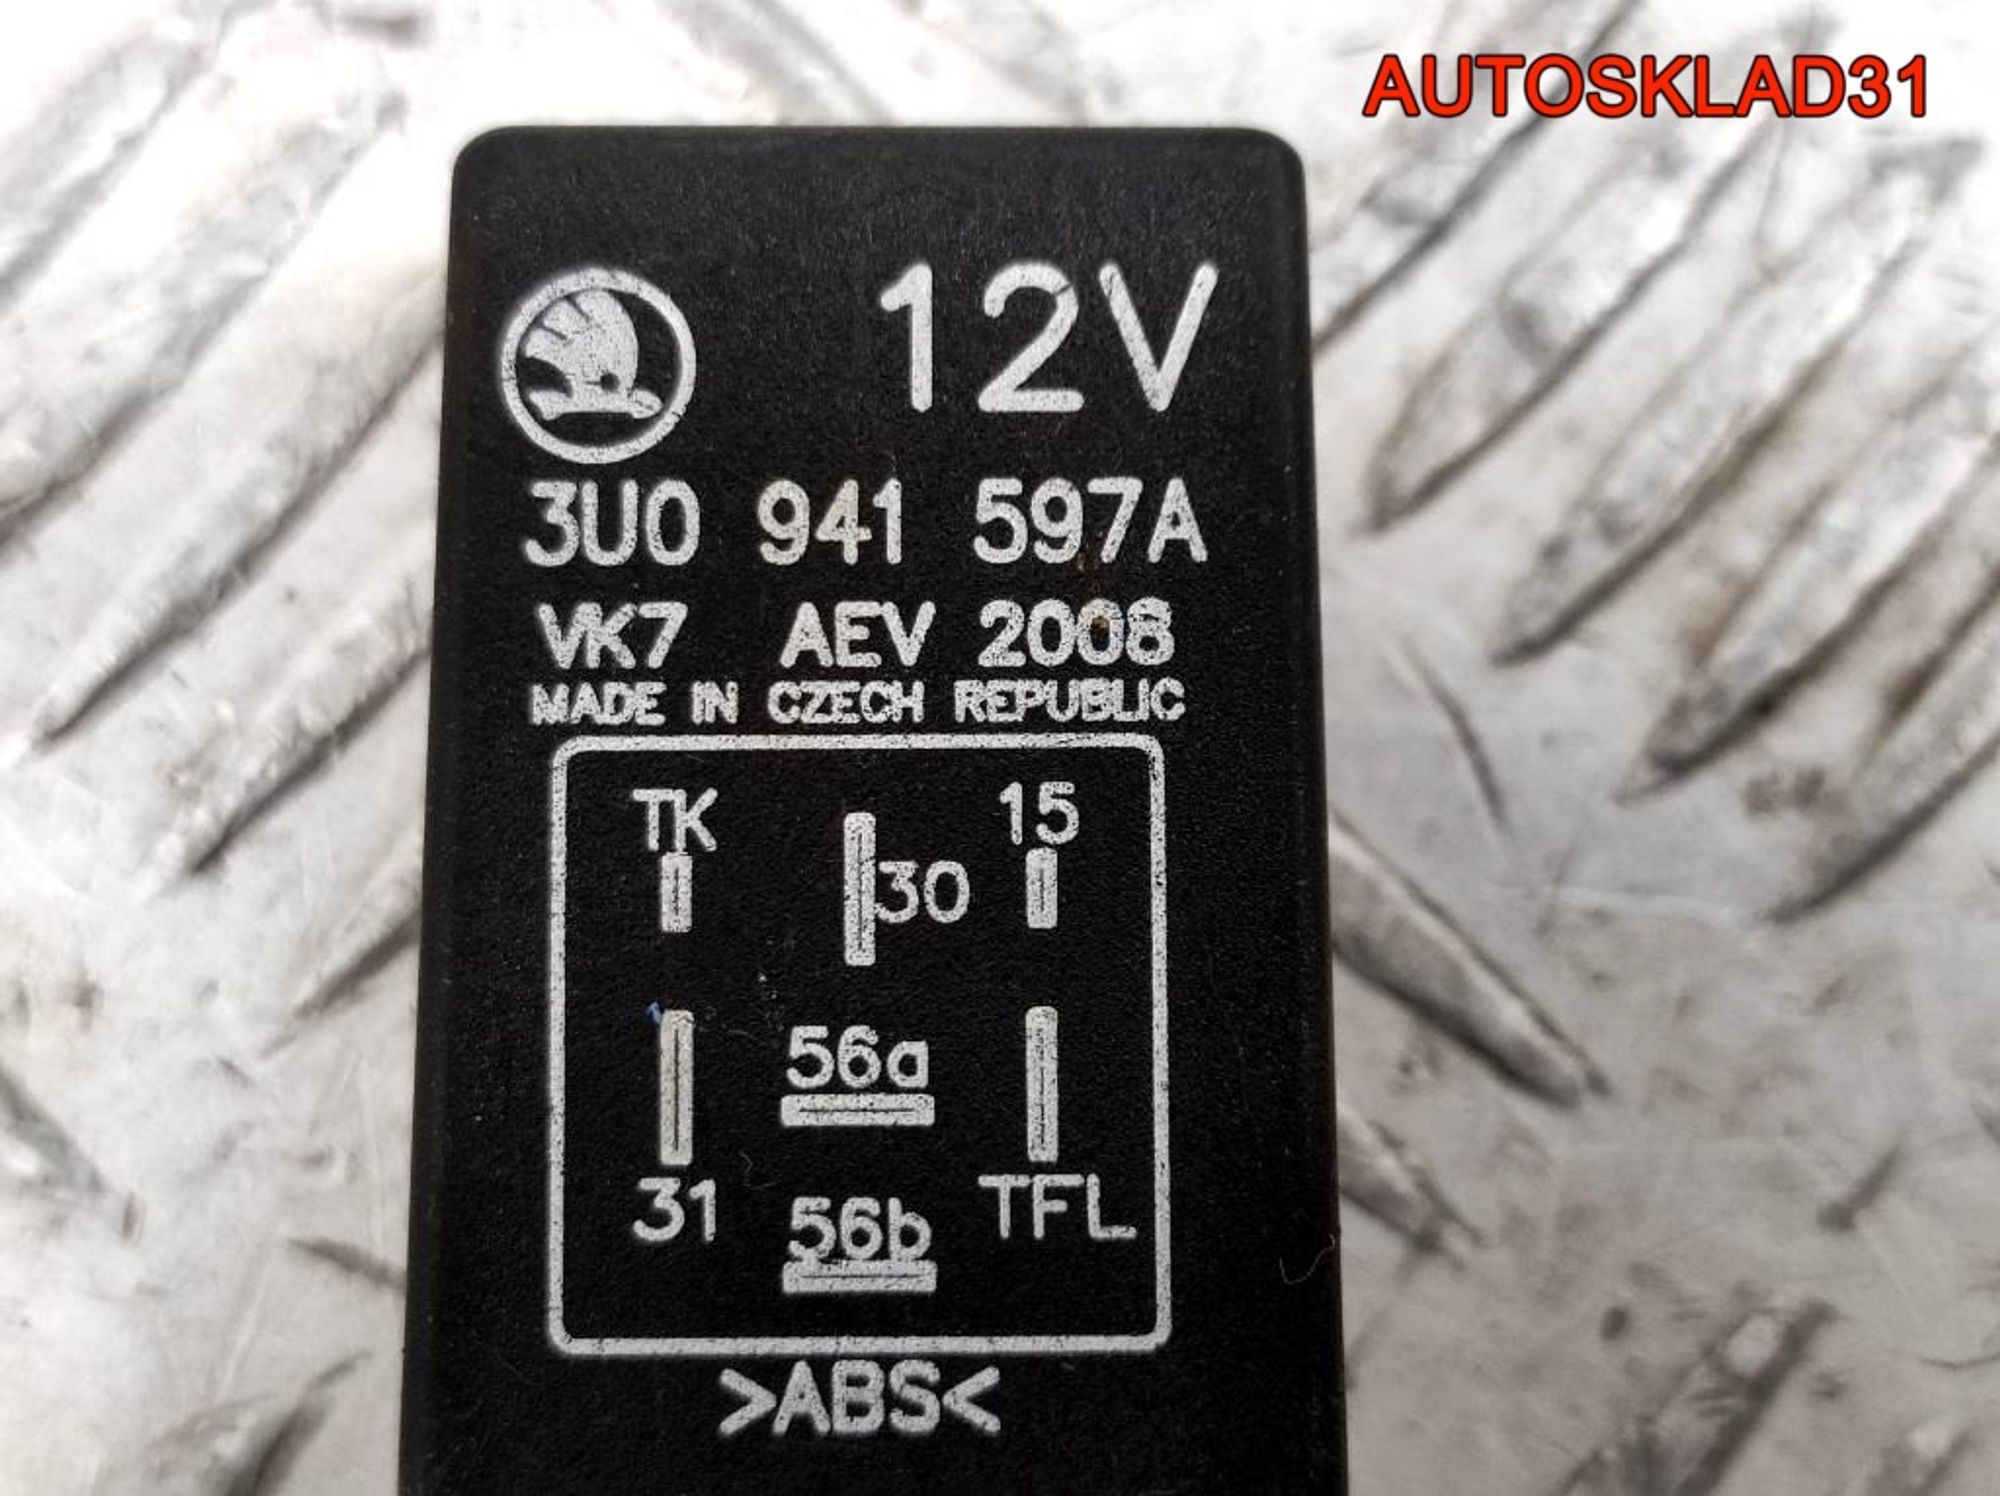 AUTOSKLAD31
12V
3U0 941 597A
VK7 AEV 2008
MADE IN CZECH REPUBLIC
TK 30 15
56a
31 56b TFL
>ABS<